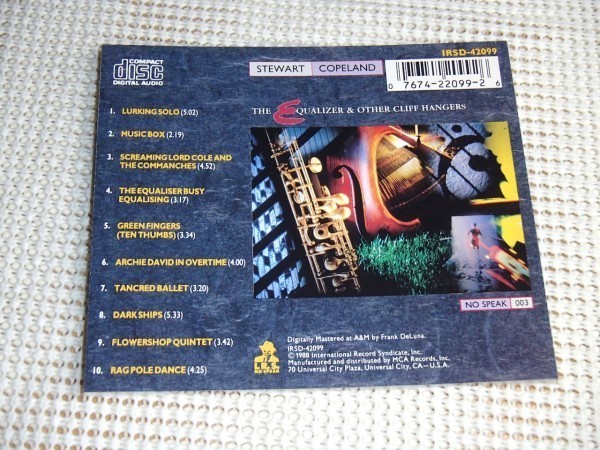 COMPACT
disc
DIGITAL AUDIO
STEWART COPELAND
IRSD-42099
0 7674-22099-2 6
THE EQUALIZER & OTHER CLIFF HANGERS
1. LURKING SOLO (5.02)
2. MUSIC BOX (2.19)
3. SCREAMING LORD COLE AND
THE COMMANCHES (4.52)
4. THE EQUALISER BUSY
EQUALISING (3.17)
5. GREEN FINGERS
(TEN THUMBS) (3.34)
6. ARCHIE DAVID IN OVERTIME (4.00)
7. TANCRED BALLET (3.20)
8. DARK SHIPS (5.33)
9. FLOWERSHOP QUINTET (3.42)
10. RAG POLE DANCE (4.25)
NO SPEAK 003
I.R.S.
NO SPEAK
Digitally Mastered at A&M by Frank DeLuna.
IRSD-42099
© 1988 International Record Syndicate, Inc.
Manufactured and distributed by MCA Records, Inc.
70 Universal City Plaza, Universal City, CA—U.S.A.